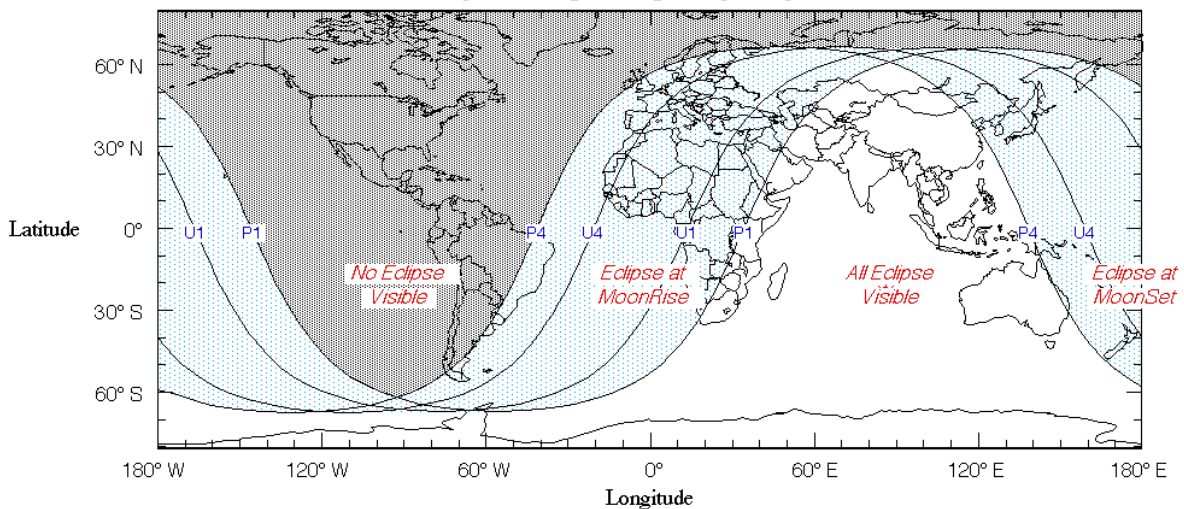 60° N
30° N
Latitude
0°
30° S
60° S
U1
P1
P4
U4
U1
P1
P4
U4
No Eclipse
Visible
Eclipse at
MoonRise
All Eclipse
Visible
Eclipse at
MoonSet
180° W
120° W
60° W
0°
60° E
120° E
180° E
Longitude